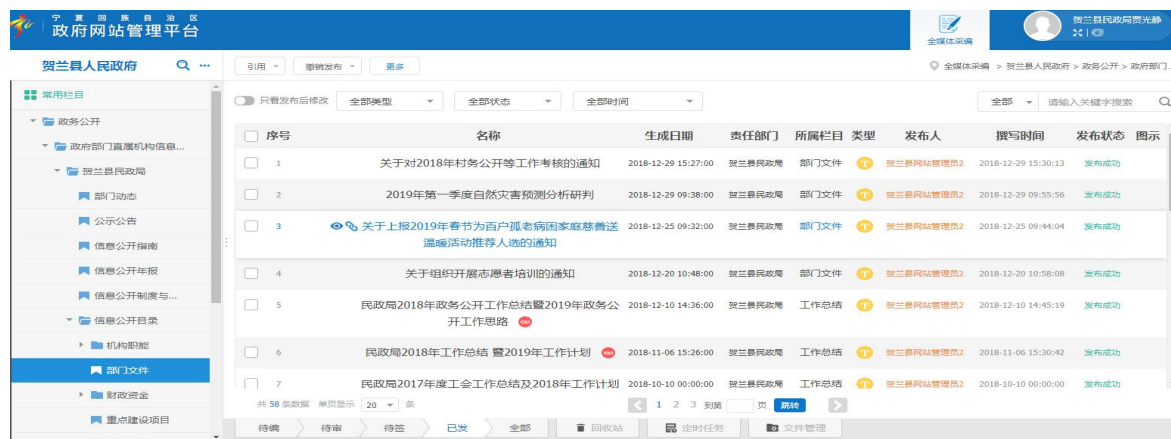 宁夏回族自治区
政府网站管理平台
全媒体采编
贺兰县民政局贾光静
贺兰县人民政府
引用
撤销发布
更多
全媒体采编 > 贺兰县人民政府 > 政务公开 > 政府部门...
常用栏目
政务公开
政府部门直属机构信息...
贺兰县民政局
部门动态
公示公告
信息公开指南
信息公开年报
信息公开制度与...
信息公开目录
机构职能
部门文件
财政资金
重点建设项目
只看发布后修改 全部类型 全部状态 全部时间 全部 请输入关键字搜索
序号 名称 生成日期 责任部门 所属栏目 类型 发布人 撰写时间 发布状态 图示
1 关于对2018年村务公开等工作考核的通知 2018-12-29 15:27:00 贺兰县民政局 部门文件 T 贺兰县网站管理员2 2018-12-29 15:30:13 发布成功
2 2019年第一季度自然灾害预测分析研判 2018-12-29 09:38:00 贺兰县民政局 部门文件 T 贺兰县网站管理员2 2018-12-29 09:55:56 发布成功
3 关于上报2019年春节为百户孤老病困家庭慈善送 2018-12-25 09:32:00 贺兰县民政局 部门文件 T 贺兰县网站管理员2 2018-12-25 09:44:04 发布成功
温暖活动推荐人选的通知
4 关于组织开展志愿者培训的通知 2018-12-20 10:48:00 贺兰县民政局 部门文件 T 贺兰县网站管理员2 2018-12-20 10:58:08 发布成功
5 民政局2018年政务公开工作总结暨2019年政务公 2018-12-10 14:36:00 贺兰县民政局 工作总结 T 贺兰县网站管理员2 2018-12-10 14:45:19 发布成功
开工作思路
6 民政局2018年工作总结 暨2019年工作计划 2018-11-06 15:26:00 贺兰县民政局 工作总结 T 贺兰县网站管理员2 2018-11-06 15:30:42 发布成功
7 民政局2017年度工会工作总结及2018年工作计划 2018-10-10 00:00:00 贺兰县民政局 工作总结 T 贺兰县网站管理员2 2018-10-10 00:00:00 发布成功
共 58 条数据 单页显示 20 条 1 2 3 到第 页 跳转
待编 待审 待签 已发 全部 回收站 定时任务 文件管理